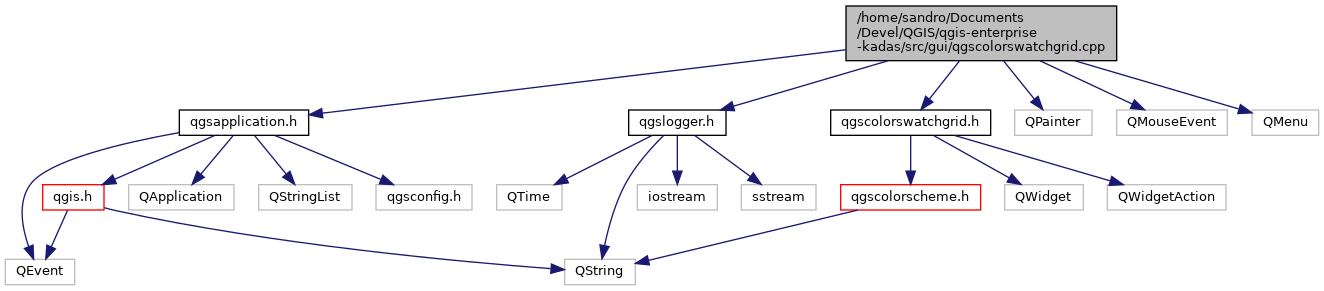 /home/sandro/Documents
/Devel/QGIS/qgis-enterprise
-kadas/src/gui/qgscolorswatchgrid.cpp
qgsapplication.h
qgslogger.h
qgscolorswatchgrid.h
QPainter
QMouseEvent
QMenu
qgis.h
QApplication
QStringList
qgsconfig.h
QTime
iostream
sstream
qgscolorscheme.h
QWidget
QWidgetAction
QEvent
QString